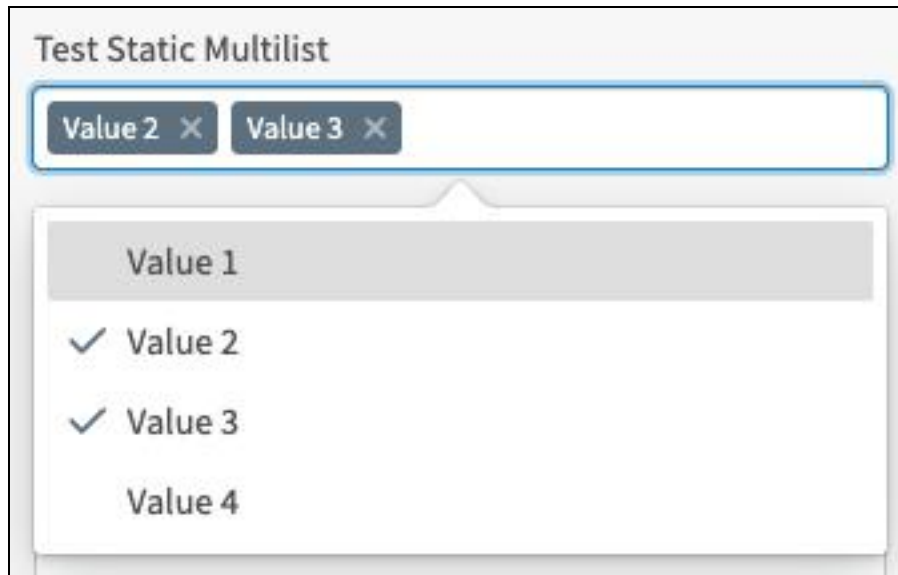 Test Static Multilist
Value 2 × Value 3 ×
Value 1
Value 2
Value 3
Value 4